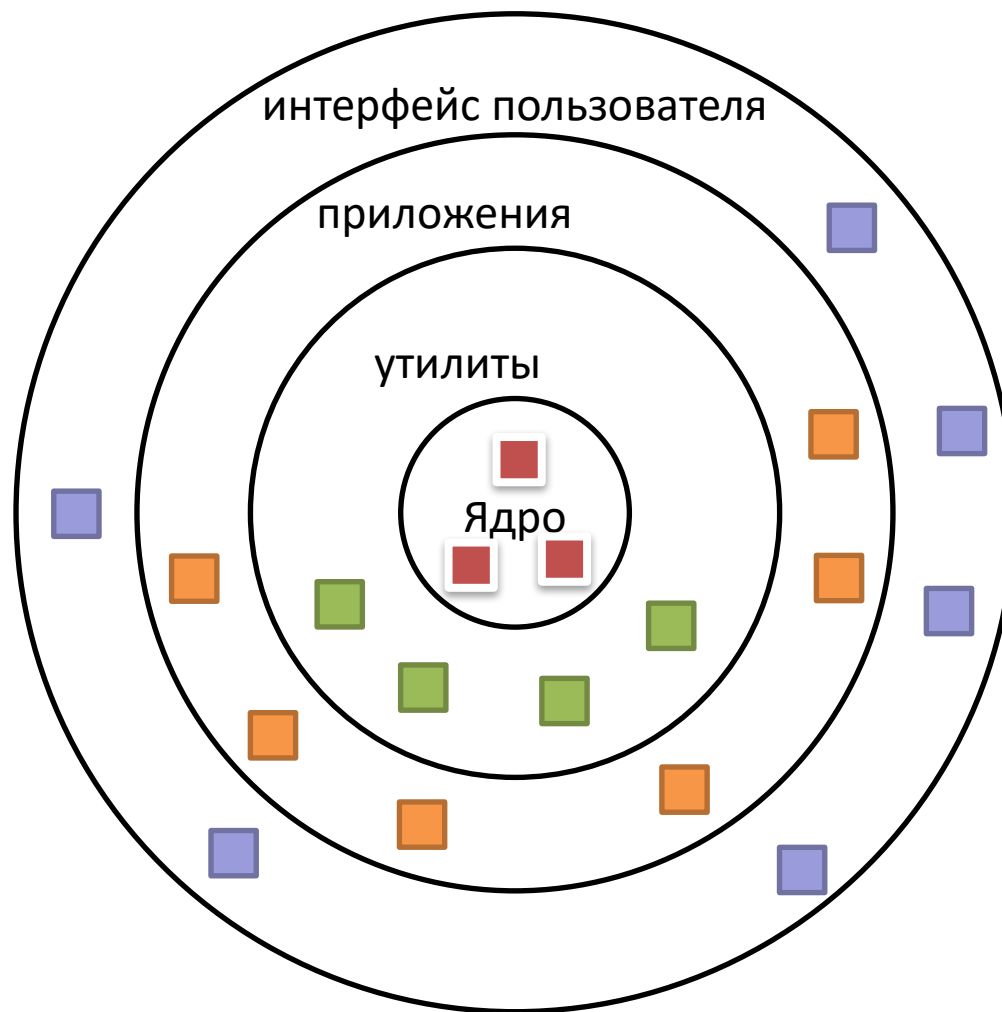 интерфейс пользователя
приложения
утилиты
Ядро